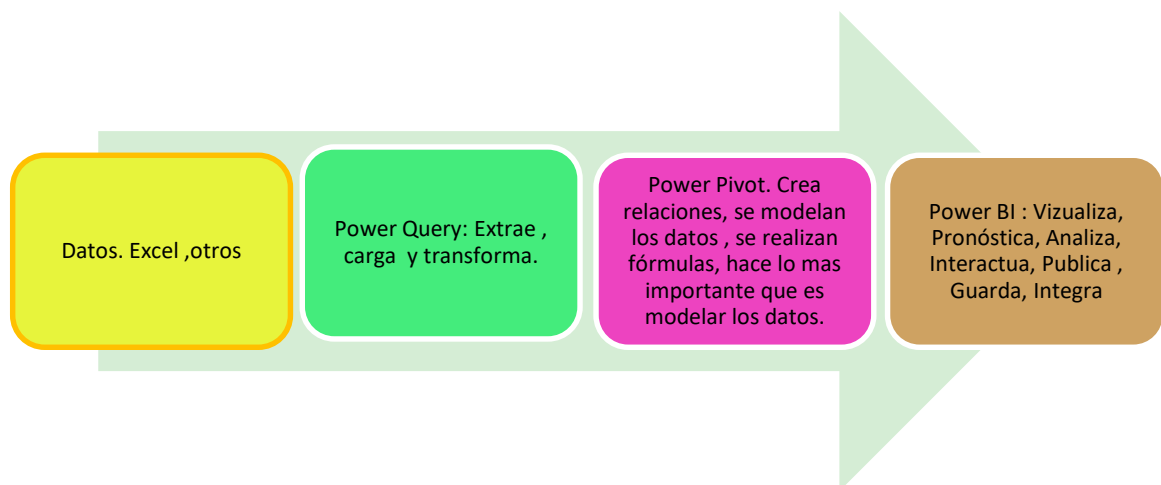 Datos. Excel ,otros
Power Query: Extrae ,
carga  y transforma.
Power Pivot. Crea
relaciones, se modelan
los datos , se realizan
fórmulas, hace lo mas
importante que es
modelar los datos.
Power BI : Vizualiza,
Pronóstica, Analiza,
Interactua, Publica ,
Guarda, Integra